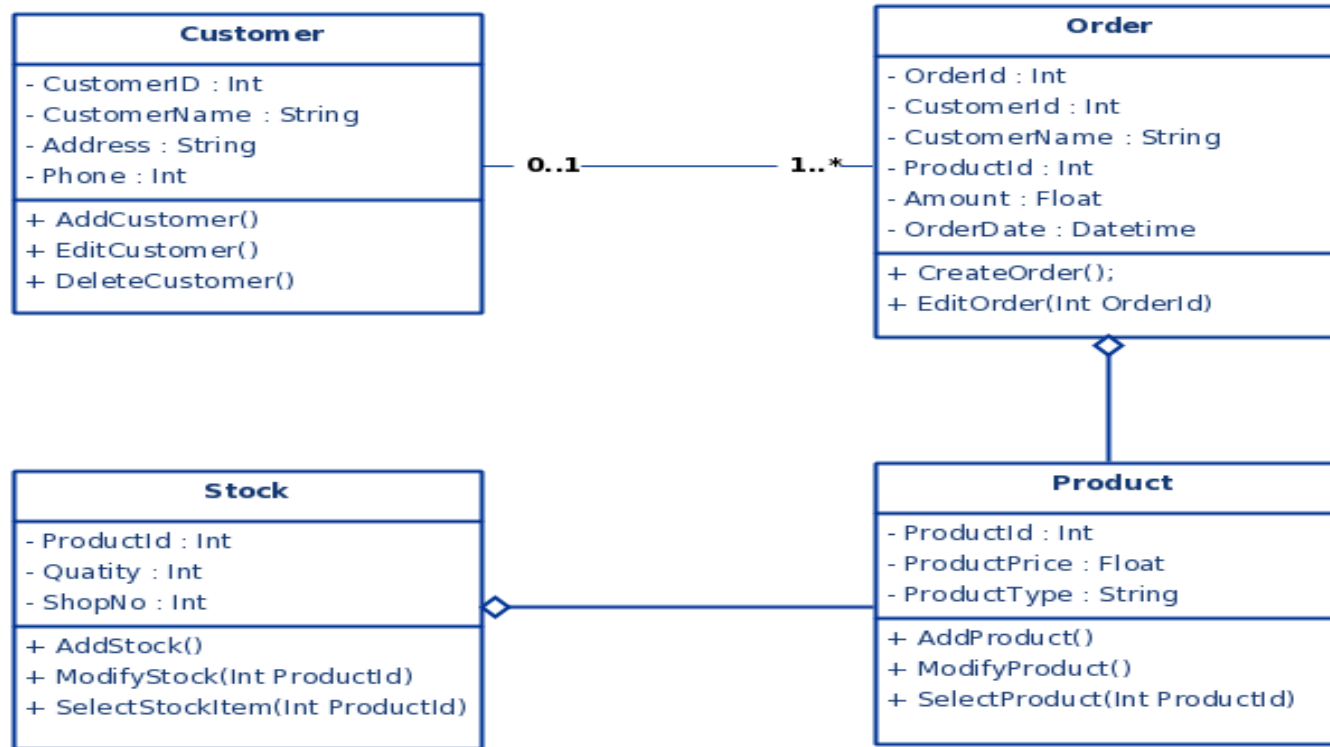 Customer
- CustomerID : Int
- CustomerName : String
- Address : String
- Phone : Int
+ AddCustomer()
+ EditCustomer()
+ DeleteCustomer()
0..1
1..*
Order
- OrderId : Int
- CustomerId : Int
- CustomerName : String
- ProductId : Int
- Amount : Float
- OrderDate : Datetime
+ CreateOrder();
+ EditOrder(Int OrderId)
Stock
- ProductId : Int
- Quatity : Int
- ShopNo : Int
+ AddStock()
+ ModifyStock(Int ProductId)
+ SelectStockItem(Int ProductId)
Product
- ProductId : Int
- ProductPrice : Float
- ProductType : String
+ AddProduct()
+ ModifyProduct()
+ SelectProduct(Int ProductId)